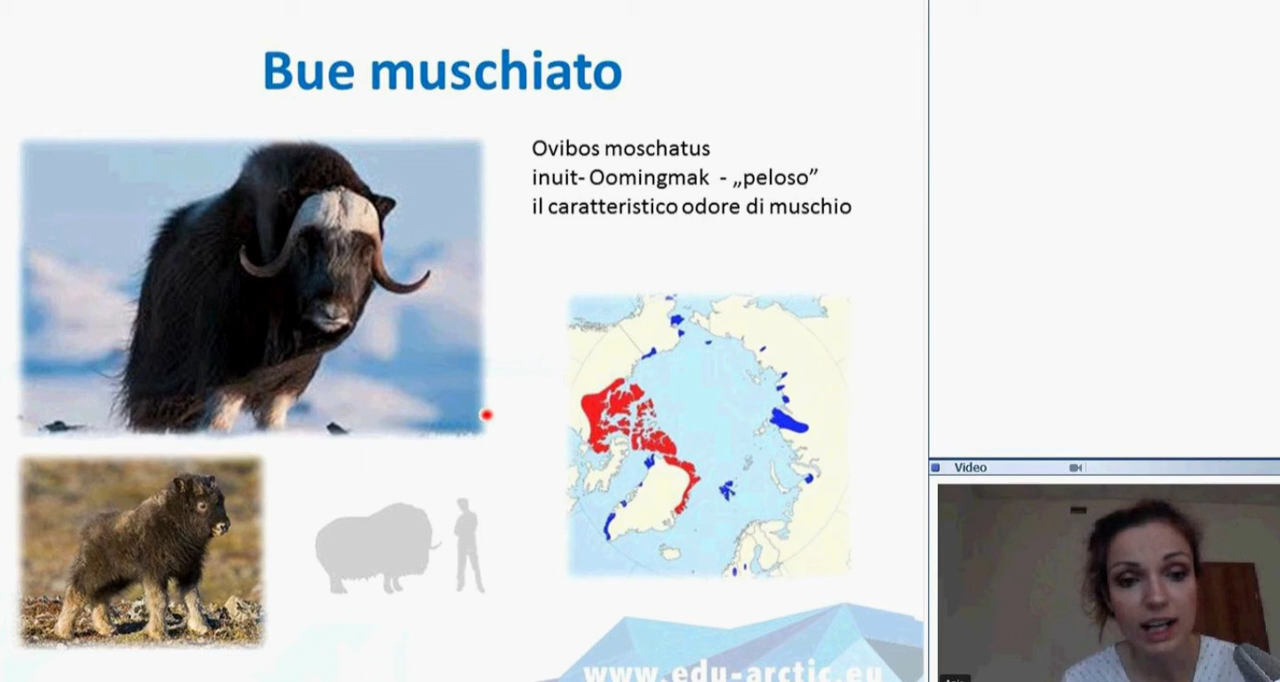 Bue muschiato
Ovibos moschatus
inuit- Oomingmak - „peloso”
il caratteristico odore di muschio
www.edu-arctic.eu
Video